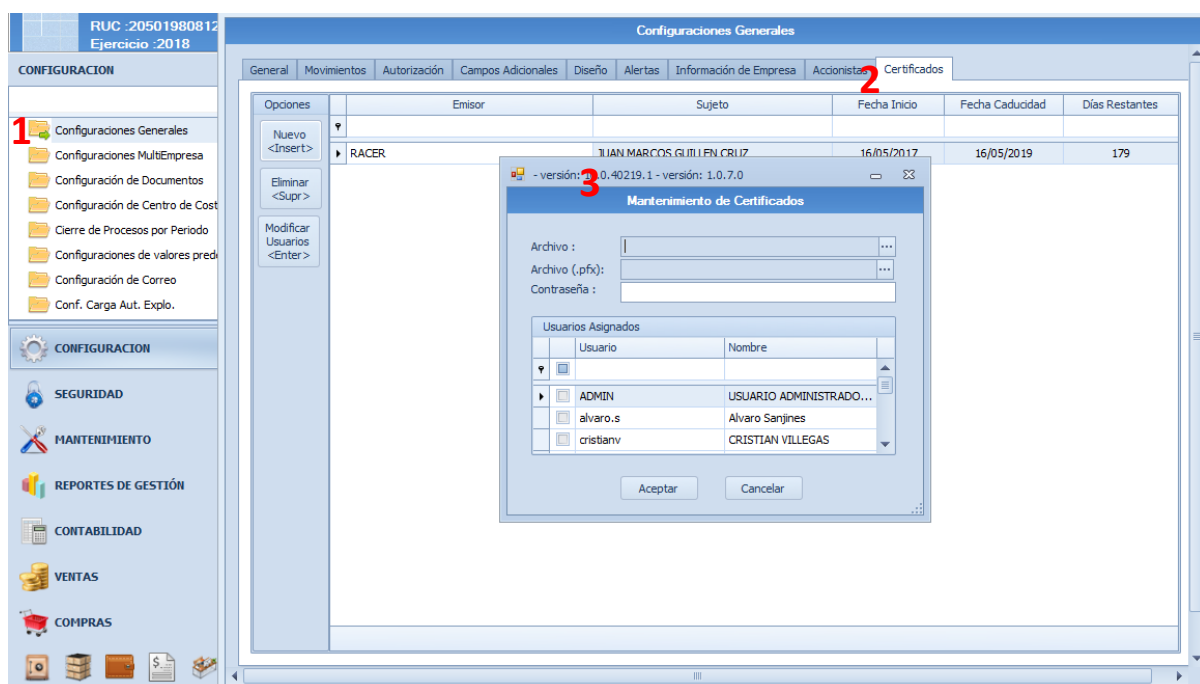 RUC :20501980812
Ejercicio :2018
Configuraciones Generales
1
CONFIGURACION
Configuraciones Generales
Configuraciones MultiEmpresa
Configuración de Documentos
Configuración de Centro de Cost
Cierre de Procesos por Periodo
Configuraciones de valores pred
Configuración de Correo
Conf. Carga Aut. Explo.
CONFIGURACION
SEGURIDAD
MANTENIMIENTO
REPORTES DE GESTIÓN
CONTABILIDAD
VENTAS
COMPRAS
General Movimientos Autorización Campos Adicionales Diseño Alertas Información de Empresa Accionistas Certificados
2
Opciones Emisor Sujeto Fecha Inicio Fecha Caducidad Días Restantes
Nuevo
<Insert>
Eliminar
<Supr>
Modificar
Usuarios
<Enter>
RACER JUAN MARCOS GUILLEN CRUZ 16/05/2017 16/05/2019 179
- versión: .0.40219.1 - versión: 1.0.7.0
3
Mantenimiento de Certificados
Archivo :
Archivo (.pfx):
Contraseña :
Usuarios Asignados
Usuario Nombre
ADMIN USUARIO ADMINISTRADO...
alvaro.s Alvaro Sanjines
cristianv CRISTIAN VILLEGAS
Aceptar Cancelar